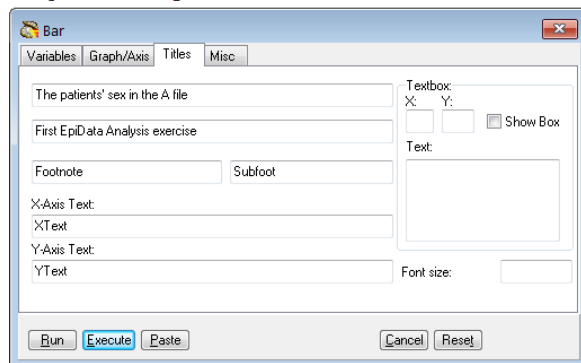 Bar
Variables Graph/Axis Titles Misc
The patients' sex in the A file
First EpiData Analysis exercise
Footnote Subfoot
X-Axis Text:
XText
Y-Axis Text:
YText
Textbox:
X: Y:
Show Box
Text:
Font size:
Run Execute Paste Cancel Reset